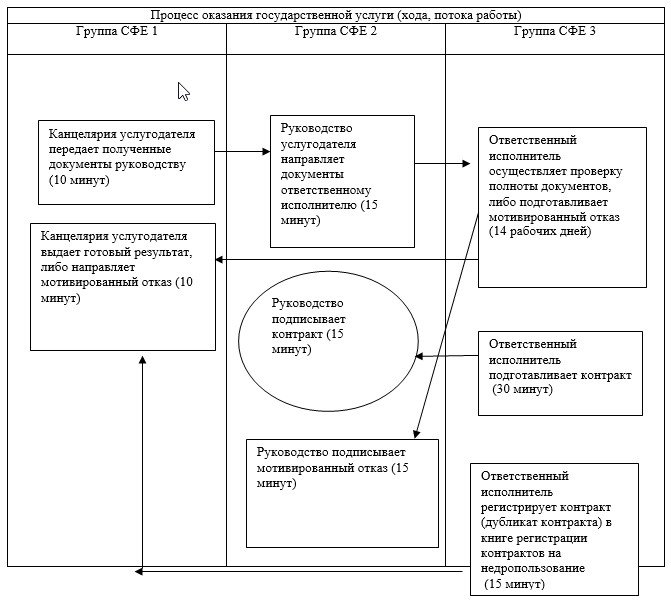 Процесс оказания государственной услуги (хода, потока работы)
Группа СФЕ 1
Группа СФЕ 2
Группа СФЕ 3
Канцелярия услугодателя
передает полученные
документы руководству
(10 минут)
Руководство
услугодателя
направляет
документы
ответственному
исполнителю (15
минут)
Ответственный
исполнитель
осуществляет проверку
полноты документов,
либо подготавливает
мотивированный отказ
(14 рабочих дней)
Канцелярия услугодателя
выдает готовый результат,
либо направляет
мотивированный отказ (10
минут)
Руководство
подписывает
контракт (15
минут)
Ответственный
исполнитель
подготавливает контракт
(30 минут)
Руководство подписывает
мотивированный отказ (15
минут)
Ответственный
исполнитель
регистрирует контракт
(дубликат контракта) в
книге регистрации
контрактов на
недропользование
(15 минут)